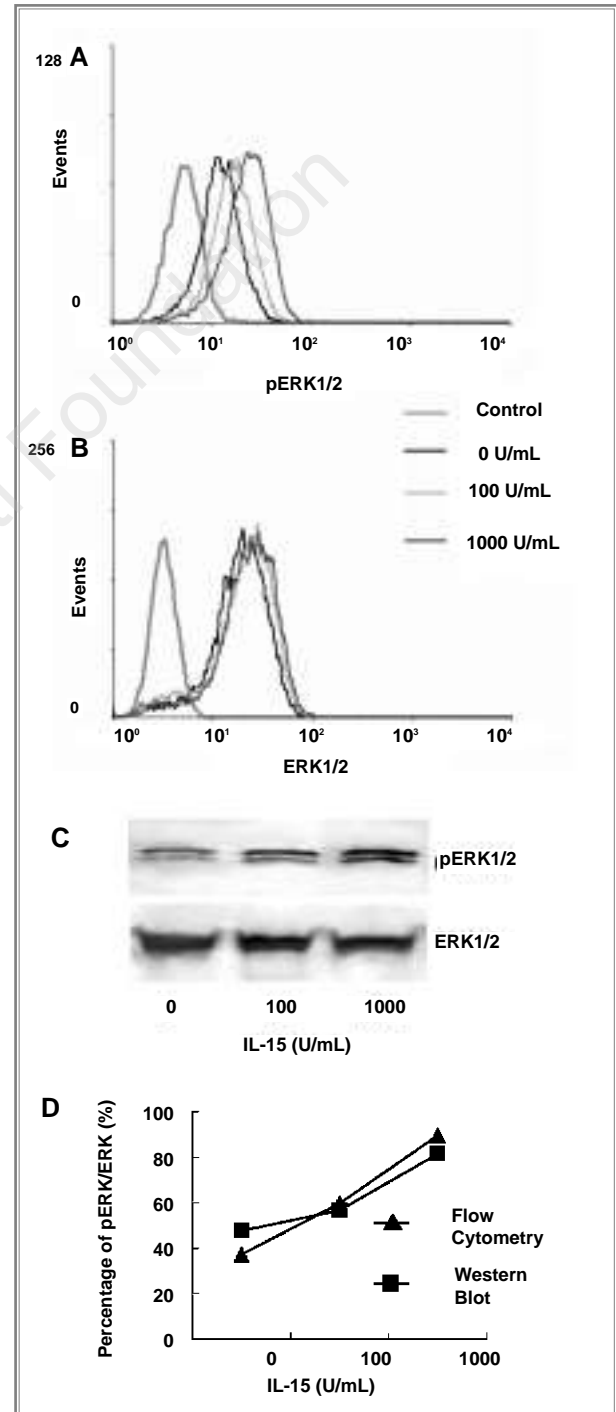 128 A
Events
0
10⁰ 10¹ 10² 10³ 10⁴
pERK1/2
Control
0 U/mL
100 U/mL
1000 U/mL
256 B
Events
0
10⁰ 10¹ 10² 10³ 10⁴
ERK1/2
C
pERK1/2
ERK1/2
0 100 1000
IL-15 (U/mL)
D
Percentage of pERK/ERK (%)
100
80
60
40
20
0
Flow
Cytometry
Western
Blot
0 100 1000
IL-15 (U/mL)
Foundation